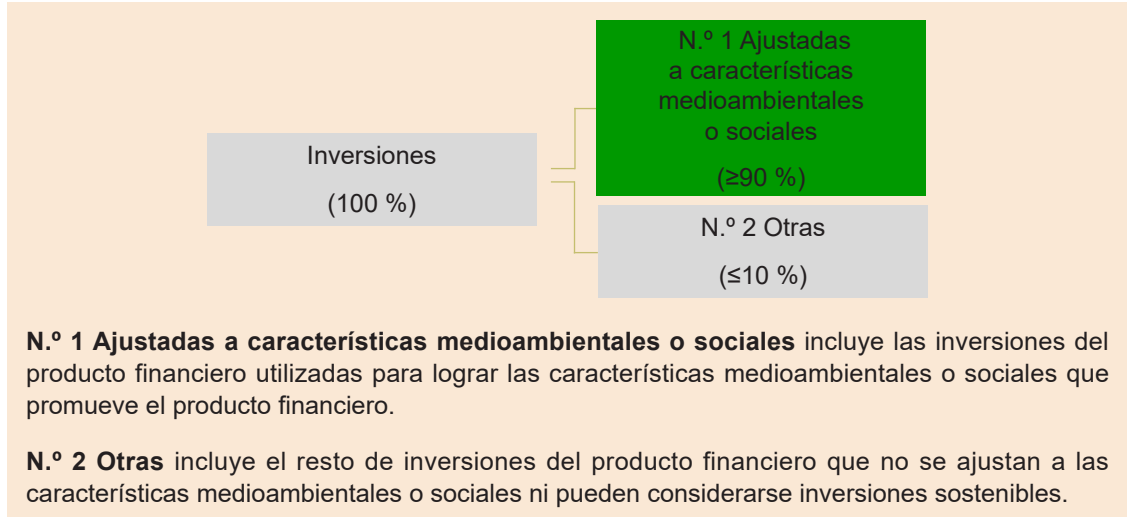 N.º 1 Ajustadas
a características
medioambientales
o sociales
(≥90 %)
Inversiones
(100 %)
N.º 2 Otras
(≤10 %)
N.º 1 Ajustadas a características medioambientales o sociales incluye las inversiones del
producto financiero utilizadas para lograr las características medioambientales o sociales que
promueve el producto financiero.
N.º 2 Otras incluye el resto de inversiones del producto financiero que no se ajustan a las
características medioambientales o sociales ni pueden considerarse inversiones sostenibles.